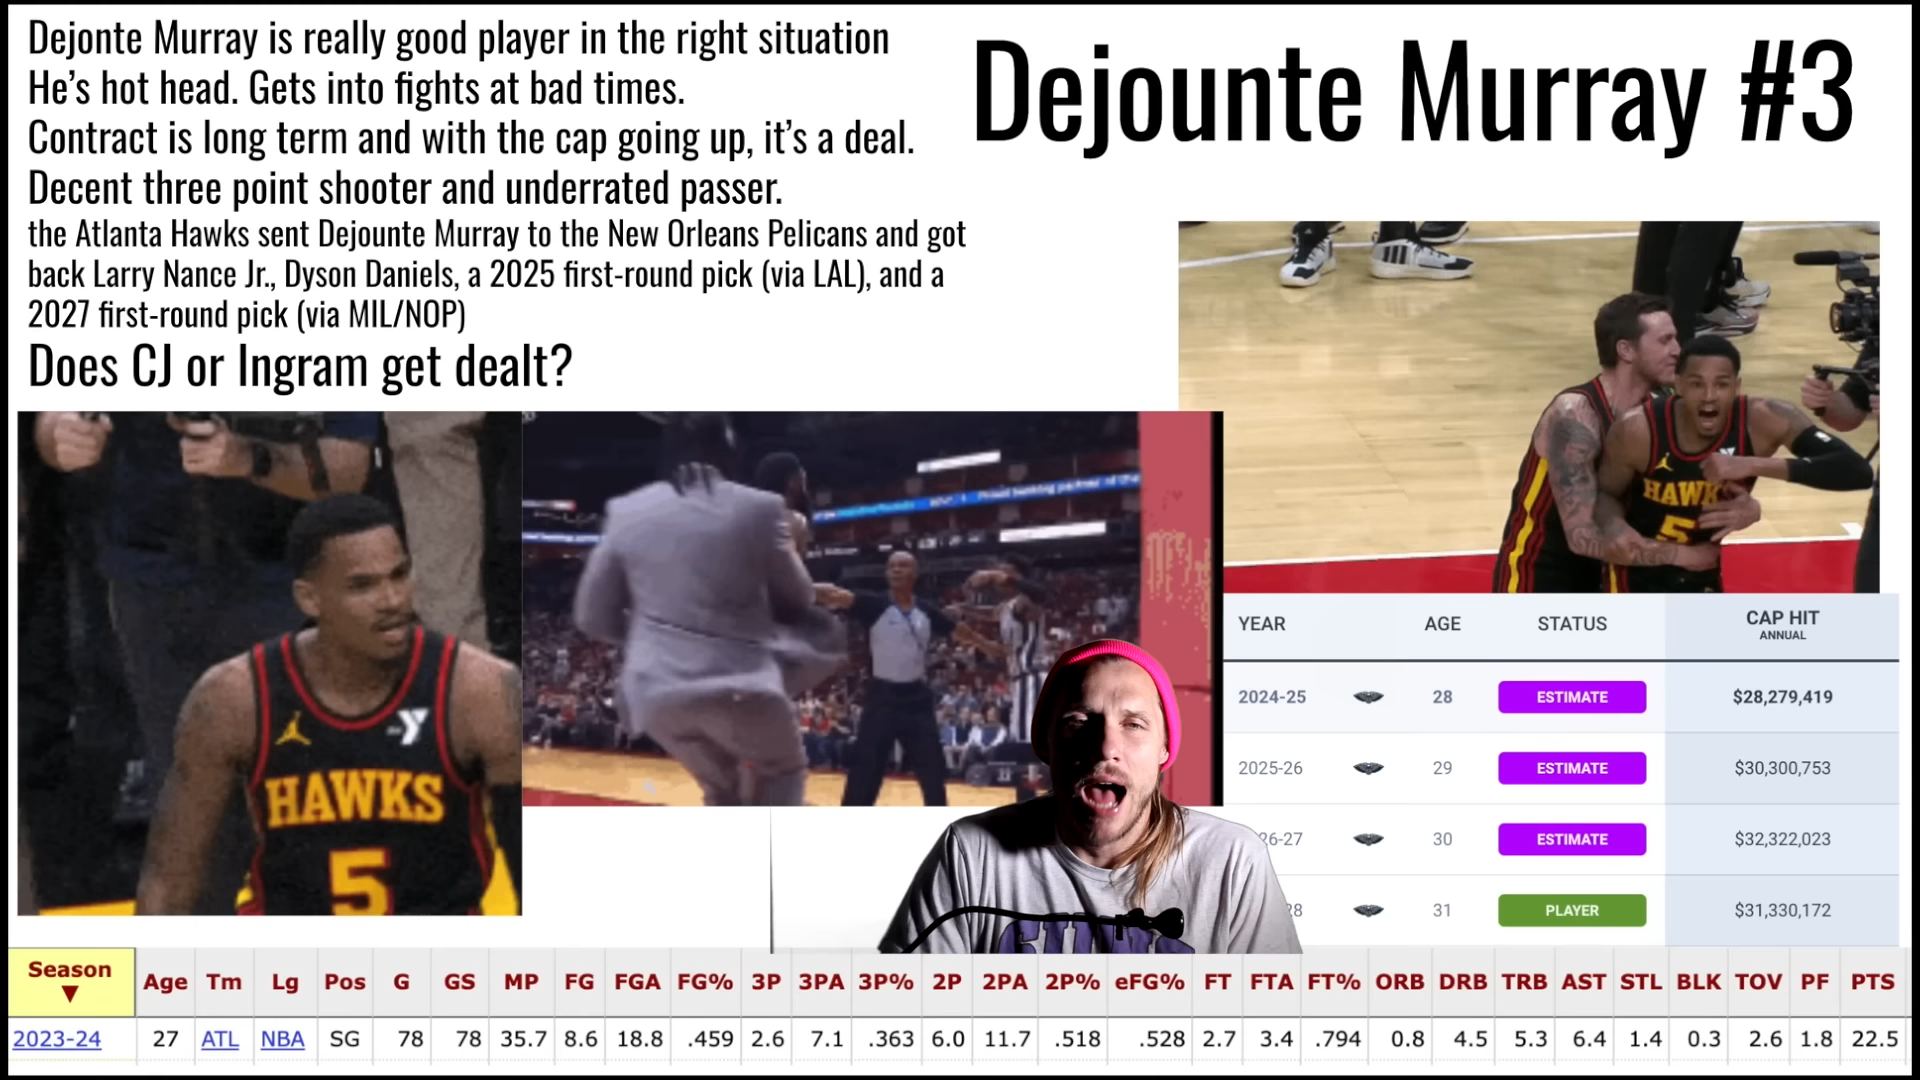 Dejonte Murray is really good player in the right situation
He's hot head. Gets into fights at bad times.
Contract is long term and with the cap going up, it's a deal.
Decent three point shooter and underrated passer.
the Atlanta Hawks sent Dejounte Murray to the New Orleans Pelicans and got
back Larry Nance Jr., Dyson Daniels, a 2025 first-round pick (via LAL), and a
2027 first-round pick (via MIL/NOP)
Does CJ or Ingram get dealt?
Dejounte Murray #3
HAWKS
5
HAWK
5
YEAR AGE STATUS CAP HIT
ANNUAL
2024-25 28 ESTIMATE $28,279,419
2025-26 29 ESTIMATE $30,300,753
26-27 30 ESTIMATE $32,322,023
28 31 PLAYER $31,330,172
Season ▼ Age Tm Lg Pos G GS MP FG FGA FG% 3P 3PA 3P% 2P 2PA 2P% eFG% FT FTA FT% ORB DRB TRB AST STL BLK TOV PF PTS
2023-24 27 ATL NBA SG 78 78 35.7 8.6 18.8 .459 2.6 7.1 .363 6.0 11.7 .518 .528 2.7 3.4 .794 0.8 4.5 5.3 6.4 1.4 0.3 2.6 1.8 22.5